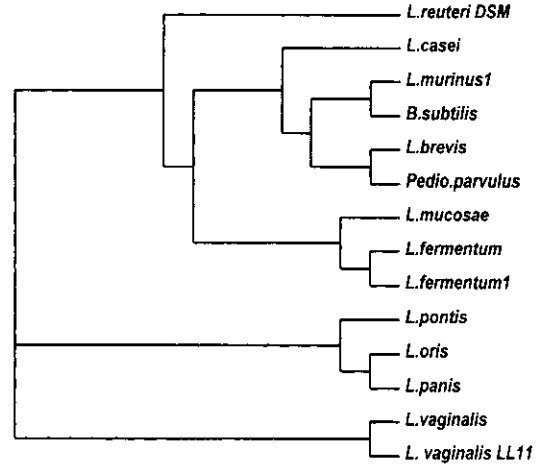 L.reuteri DSM
L.casei
L.murinus1
B.subtilis
L.brevis
Pedio.parvulus
L.mucosae
L.fermentum
L.fermentum1
L.pontis
L.oris
L.panis
L.vaginalis
L. vaginalis LL11